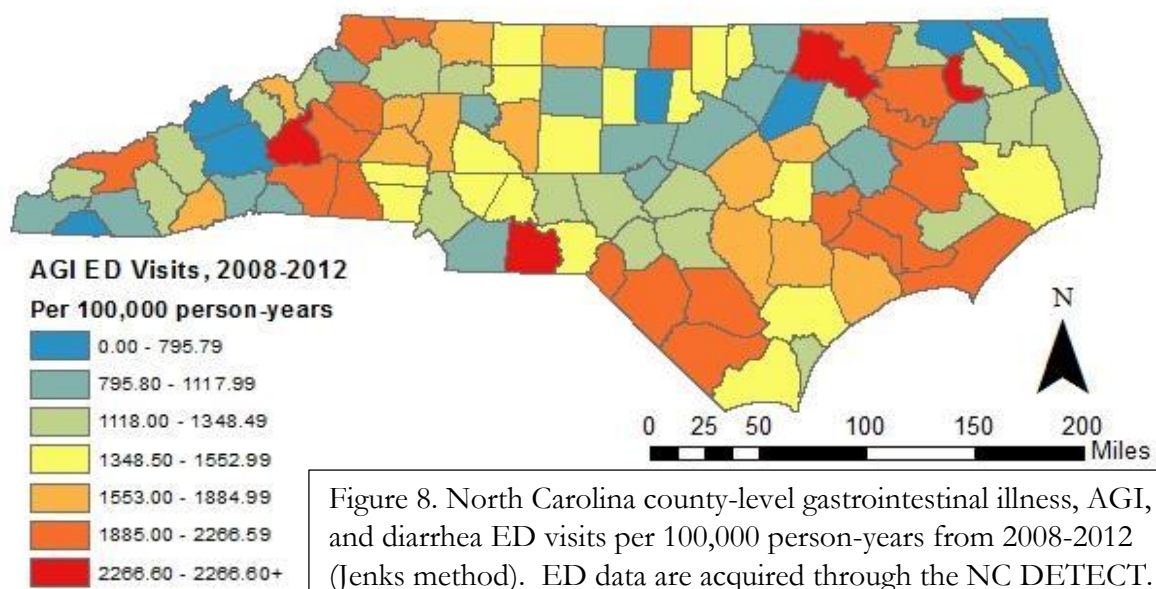 AGI ED Visits, 2008-2012
Per 100,000 person-years
0.00 - 795.79
795.80 - 1117.99
1118.00 - 1348.49
1348.50 - 1552.99
1553.00 - 1884.99
1885.00 - 2266.59
2266.60 - 2266.60+
N
0 25 50 100 150 200
Miles
Figure 8. North Carolina county-level gastrointestinal illness, AGI,
and diarrhea ED visits per 100,000 person-years from 2008-2012
(Jenks method).  ED data are acquired through the NC DETECT.